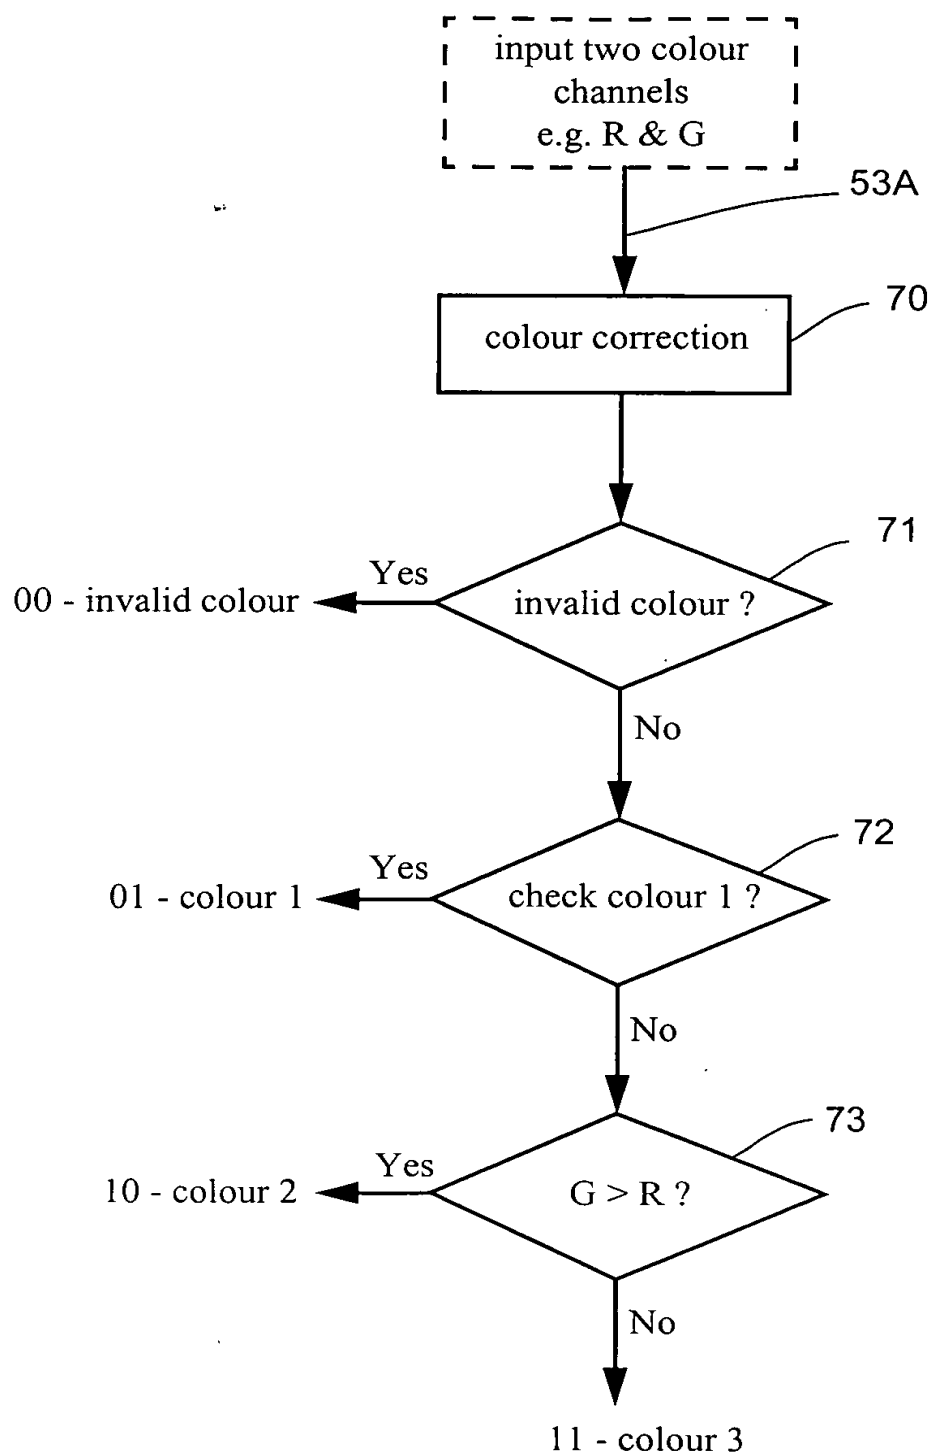 input two colour
channels
e.g. R & G
53A
70
colour correction
71
Yes
00 - invalid colour
invalid colour ?
No
72
Yes
01 - colour 1
check colour 1 ?
No
73
Yes
10 - colour 2
G > R ?
No
11 - colour 3